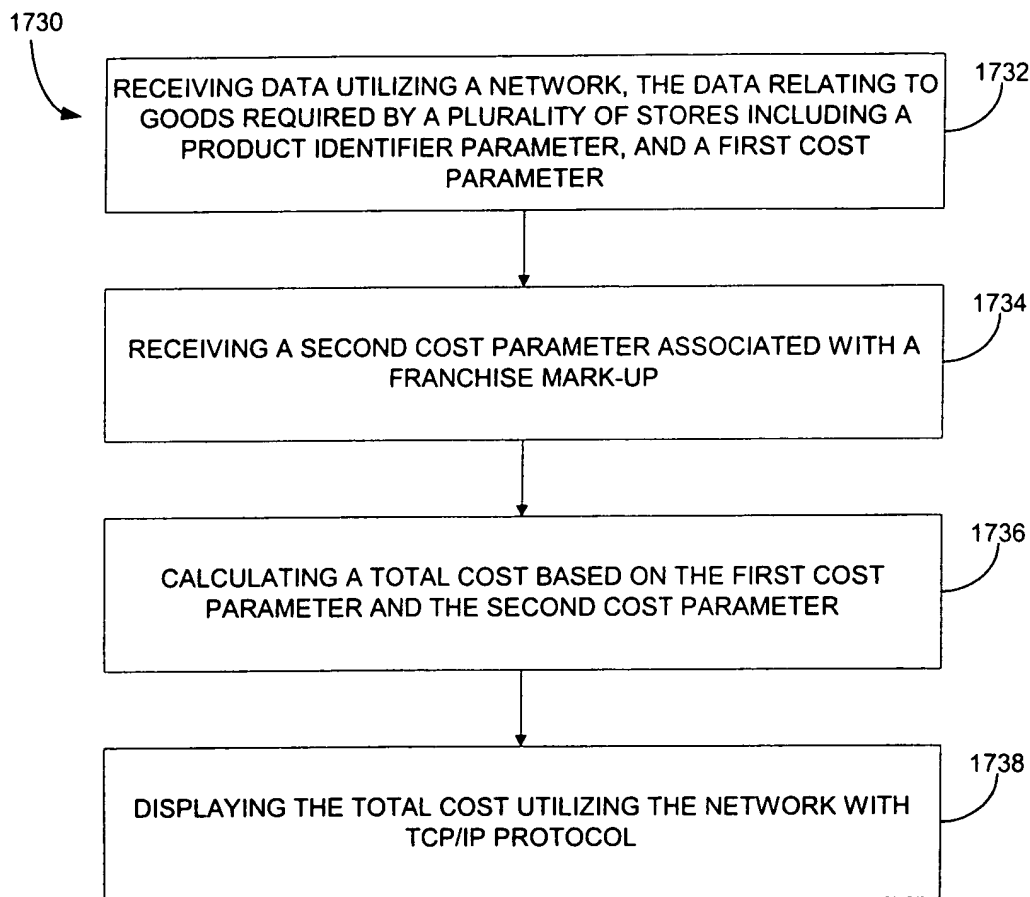 1730
1732
RECEIVING DATA UTILIZING A NETWORK, THE DATA RELATING TO
GOODS REQUIRED BY A PLURALITY OF STORES INCLUDING A
PRODUCT IDENTIFIER PARAMETER, AND A FIRST COST
PARAMETER
1734
RECEIVING A SECOND COST PARAMETER ASSOCIATED WITH A
FRANCHISE MARK-UP
1736
CALCULATING A TOTAL COST BASED ON THE FIRST COST
PARAMETER AND THE SECOND COST PARAMETER
1738
DISPLAYING THE TOTAL COST UTILIZING THE NETWORK WITH
TCP/IP PROTOCOL